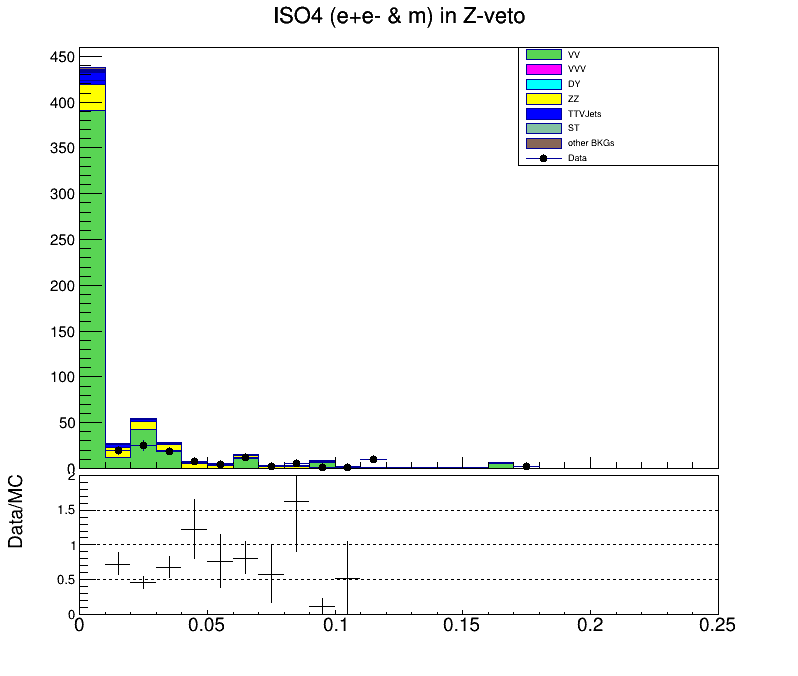 ISO4 (e+e- & m) in Z-veto
450
400
350
300
250
200
150
100
50
0
VV
VVV
DY
ZZ
TTVJets
ST
other BKGs
Data
Data/MC
2
1.5
1
0.5
0
0 0.05 0.1 0.15 0.2 0.25